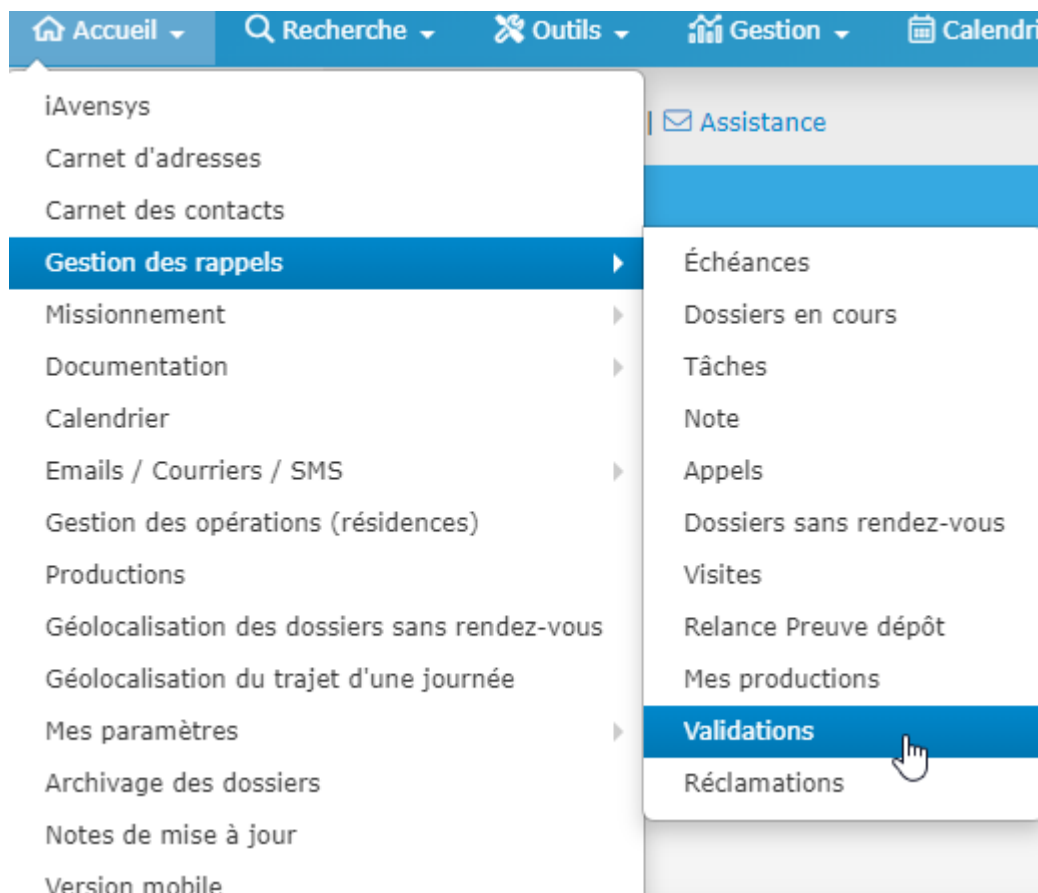 Accueil
Recherche
Outils
Gestion
Calendri
| Assistance
iAvensys
Carnet d'adresses
Carnet des contacts
Gestion des rappels
Missionnement
Documentation
Calendrier
Emails / Courriers / SMS
Gestion des opérations (résidences)
Productions
Géolocalisation des dossiers sans rendez-vous
Géolocalisation du trajet d'une journée
Mes paramètres
Archivage des dossiers
Notes de mise à jour
Version mobile
Échéances
Dossiers en cours
Tâches
Note
Appels
Dossiers sans rendez-vous
Visites
Relance Preuve dépôt
Mes productions
Validations
Réclamations